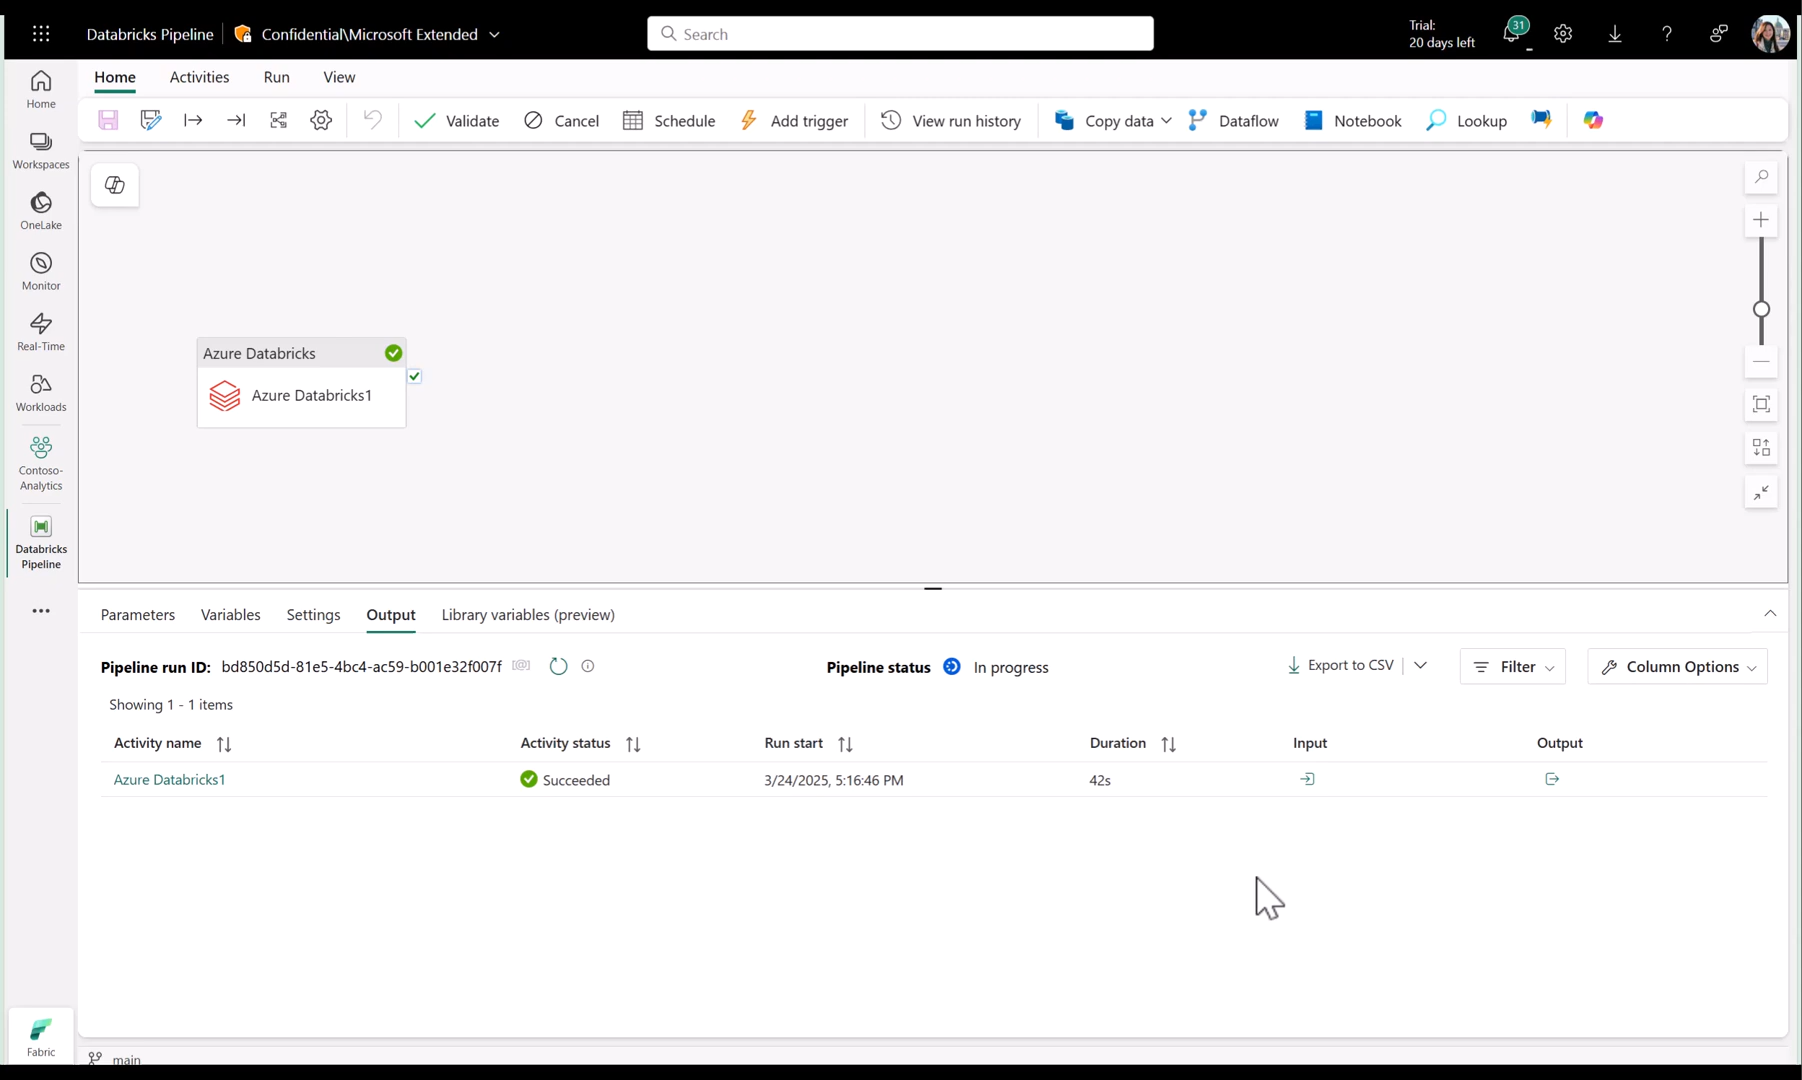 Databricks Pipeline Confidential\Microsoft Extended Search Trial: 31
20 days left
Home Activities Run View
Validate Cancel Schedule Add trigger View run history Copy data Dataflow Notebook Lookup
Home
Workspaces
OneLake
Monitor
Real-Time
Workloads
Contoso-
Analytics
Databricks
Pipeline
Fabric
Azure Databricks
Azure Databricks1
Parameters Variables Settings Output Library variables (preview)
Pipeline run ID: bd850d5d-81e5-4bc4-ac59-b001e32f007f Pipeline status In progress Export to CSV Filter Column Options
Showing 1 - 1 items
Activity name Activity status Run start Duration Input Output
Azure Databricks1 Succeeded 3/24/2025, 5:16:46 PM 42s
main